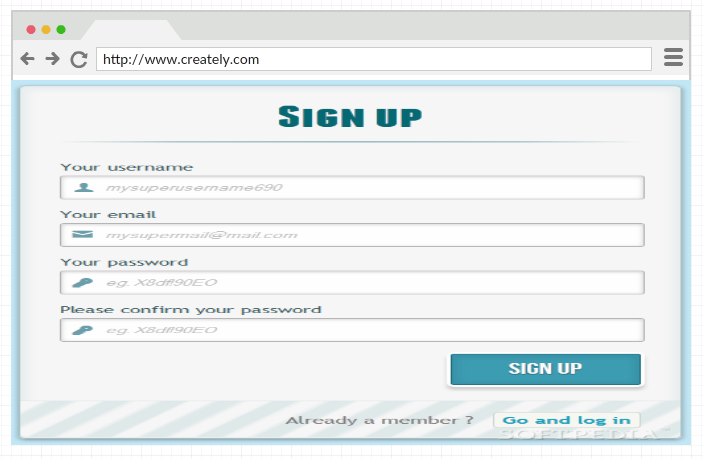 http://www.creately.com
SIGN UP
Your username
mysuperusername690
Your email
mysupermail@mail.com
Your password
eg. X8df!90EO
Please confirm your password
eg. X8df!90EO
SIGN UP
Already a member ? Go and log in
SOFTPEDIA